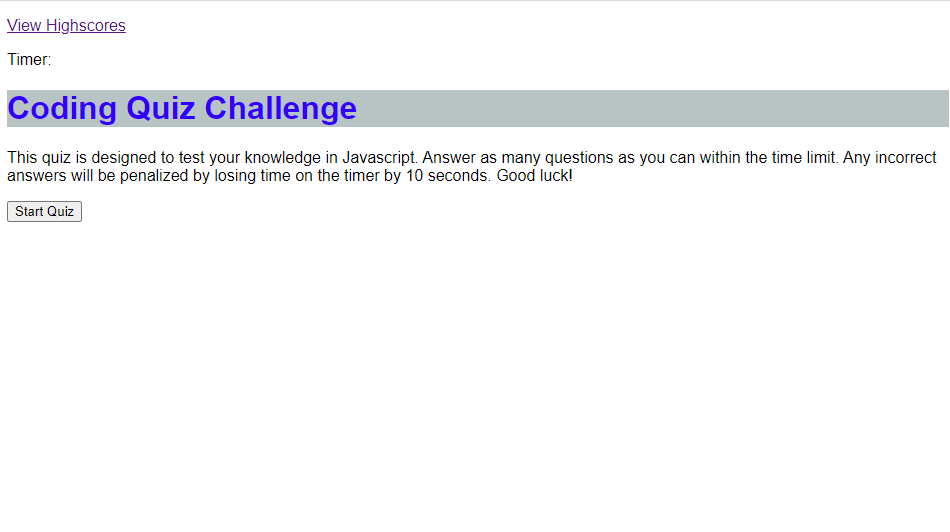 View Highscores
Timer:
Coding Quiz Challenge
This quiz is designed to test your knowledge in Javascript. Answer as many questions as you can within the time limit. Any incorrect
answers will be penalized by losing time on the timer by 10 seconds. Good luck!
Start Quiz